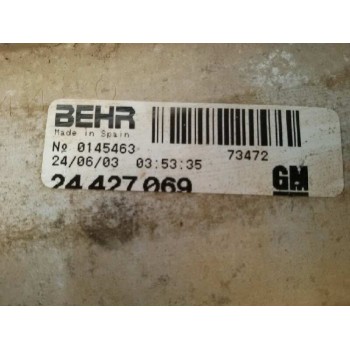 BEHR
Made in Spain
№ 0145463
24/06/03 03:53:35 73472
24 427 069 GM